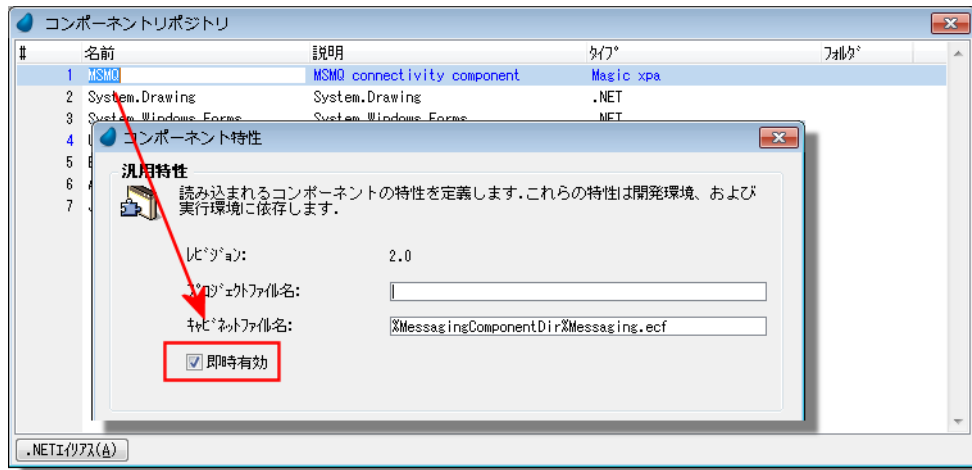 コンポーネントリポジトリ
# 名前 説明 ﾀｲﾌﾟ ﾌｫﾙﾀﾞ
1 MSMQ MSMQ connectivity component Magic xpa
2 System.Drawing System.Drawing .NET
3 System.Windows.Forms System.Windows.Forms .NET
4
5
6
7
コンポーネント特性
汎用特性
読み込まれるコンポーネントの特性を定義します.これらの特性は開発環境、および
実行環境に依存します.
ﾚﾋﾞｼﾞｮﾝ: 2.0
ﾌﾟﾛｼﾞｪｸﾄﾌｧｲﾙ名:
ｷｬﾋﾞﾈｯﾄﾌｧｲﾙ名: %MessagingComponentDir%Messaging.ecf
即時有効
.NETｴｲﾘｱｽ(A)